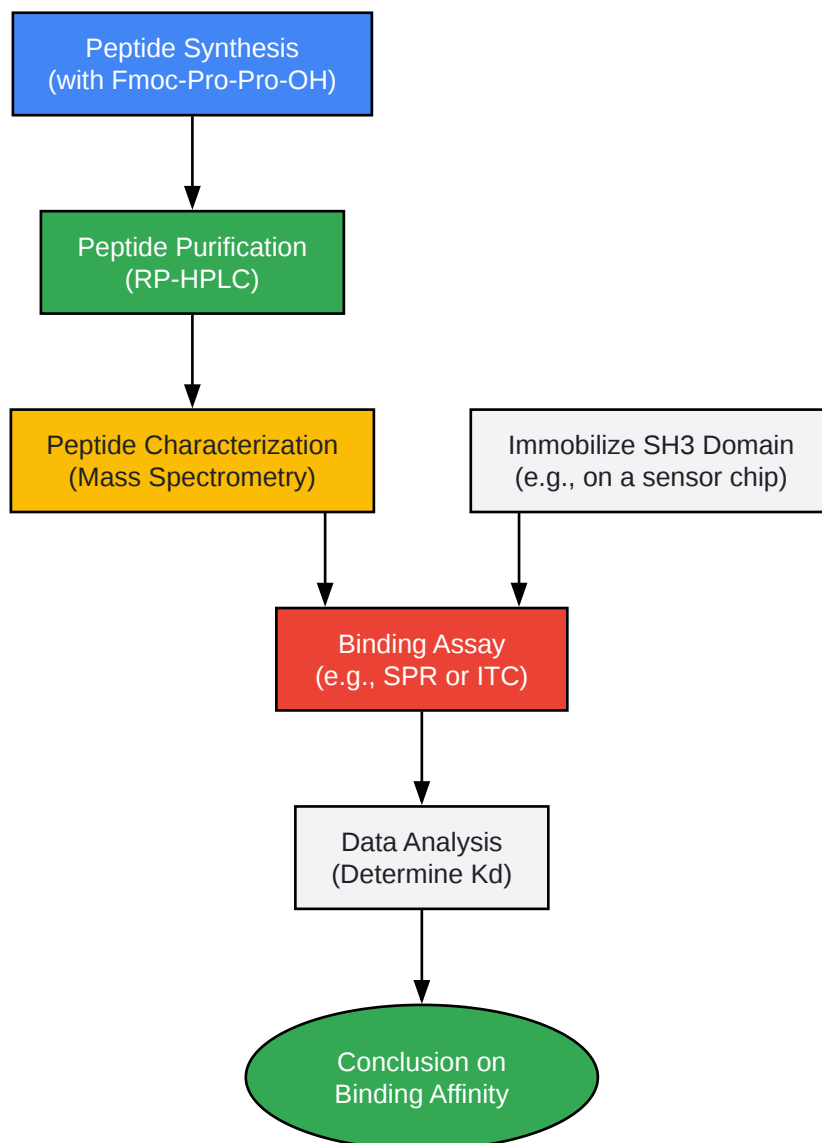 Peptide Synthesis
(with Fmoc-Pro-Pro-OH)
Peptide Purification
(RP-HPLC)
Peptide Characterization
(Mass Spectrometry)
Immobilize SH3 Domain
(e.g., on a sensor chip)
Binding Assay
(e.g., SPR or ITC)
Data Analysis
(Determine Kd)
Conclusion on
Binding Affinity